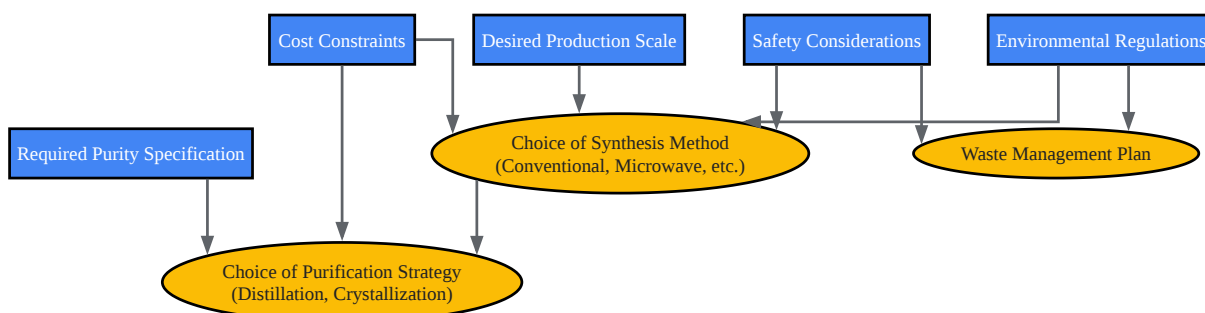 Cost Constraints
Desired Production Scale
Safety Considerations
Environmental Regulations
Required Purity Specification
Choice of Synthesis Method
(Conventional, Microwave, etc.)
Waste Management Plan
Choice of Purification Strategy
(Distillation, Crystallization)